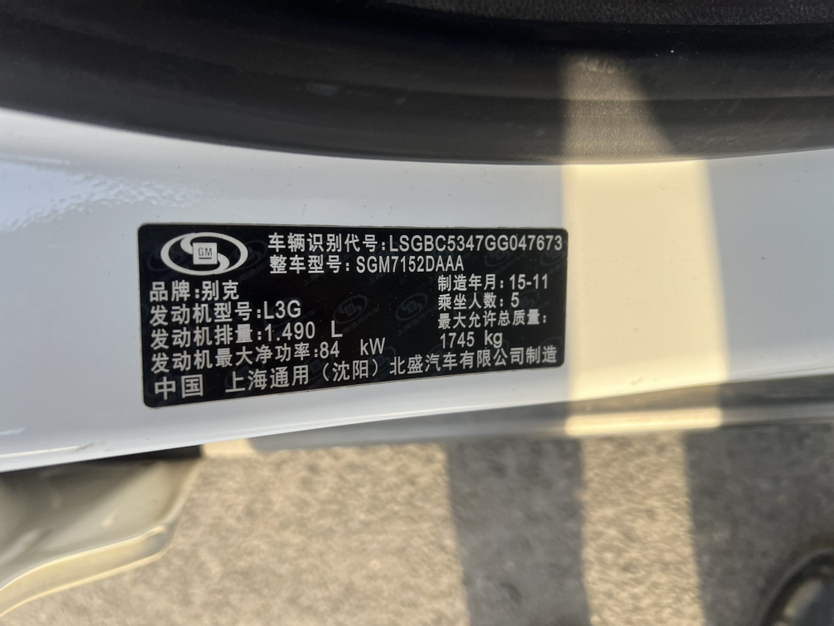 GM
车辆识别代号:LSGBC5347GG047673
整车型号:SGM7152DAAA
品牌:别克
制造年月:15-11
发动机型号:L3G
乘坐人数:5
发动机排量:1.490 L
最大允许总质量:
1745 kg
发动机最大净功率:84 kW
中国 上海通用（沈阳）北盛汽车有限公司制造